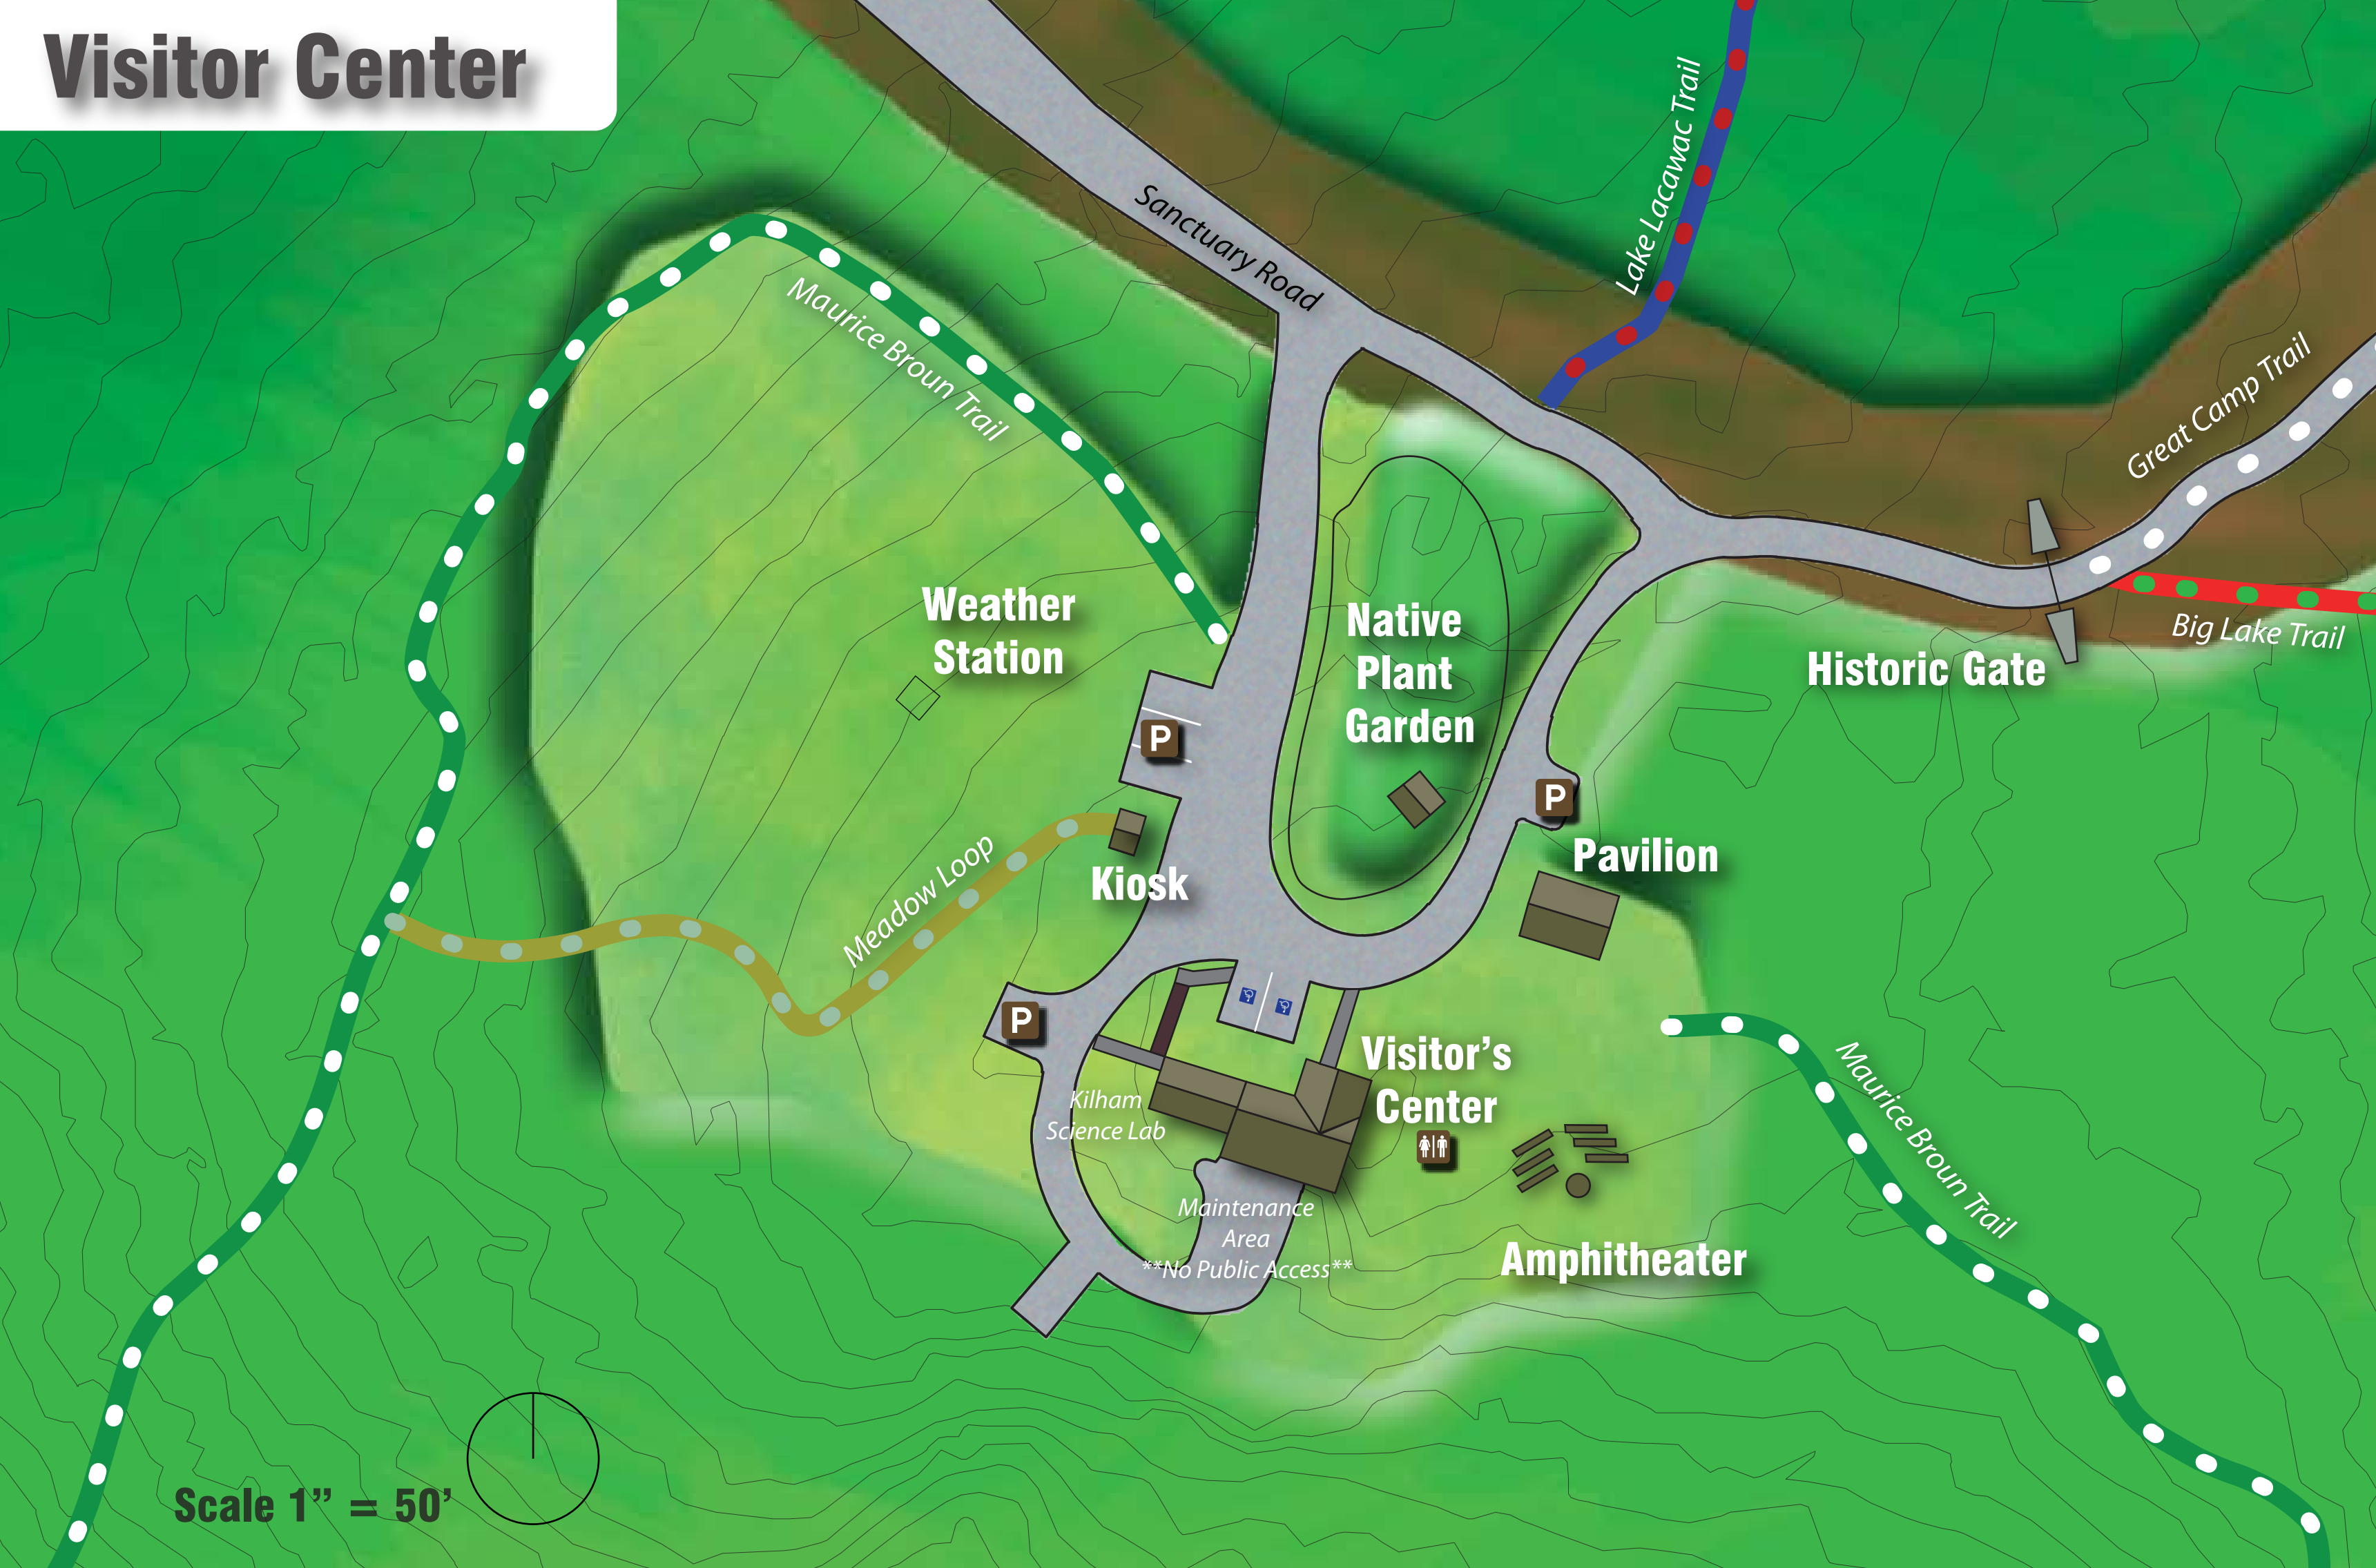 Visitor Center
Lake Lacawac Trail
Sanctuary Road
Maurice Broun Trail
Great Camp Trail
Weather
Station
Native
Plant
Garden
Big Lake Trail
Historic Gate
P
P
Pavilion
Meadow Loop
Kiosk
P
Visitor’s
Center
Kilham
Science Lab
Maurice Broun Trail
Maintenance
Area
**No Public Access**
Amphitheater
Scale 1” = 50’